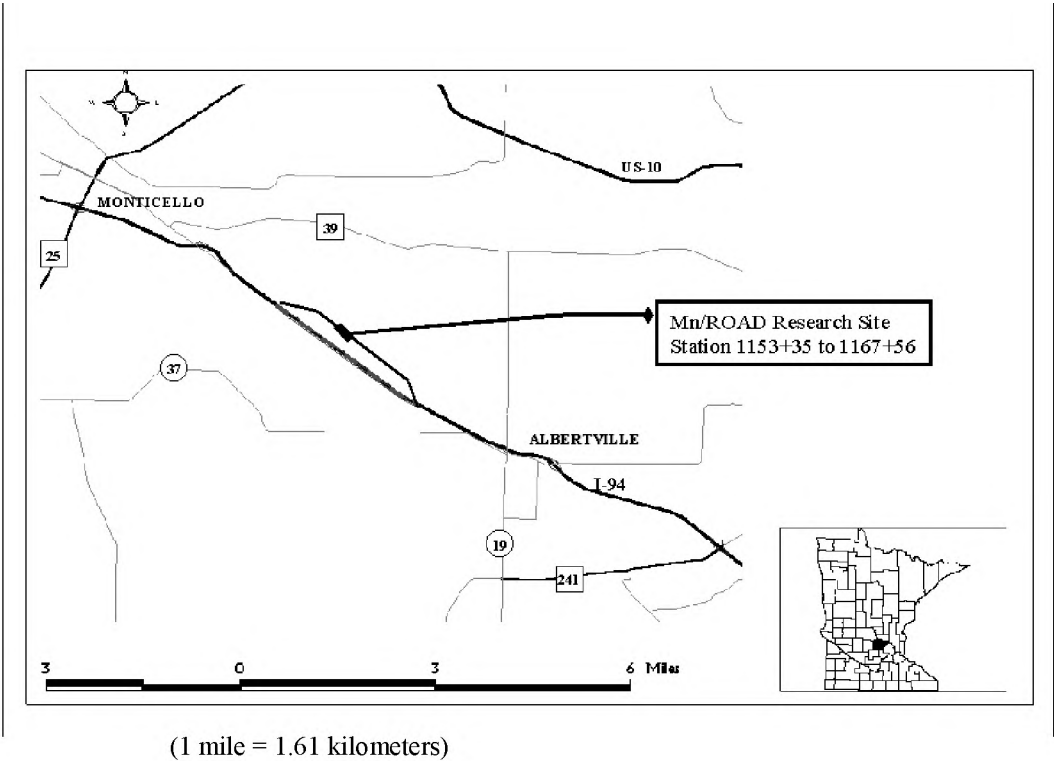 N
W E
S
US-10
MONTICELLO
39
25
Mn/ROAD Research Site
Station 1153+35 to 1167+56
37
ALBERTVILLE
I-94
19
241
3 0 3 6 Miles
(1 mile = 1.61 kilometers)